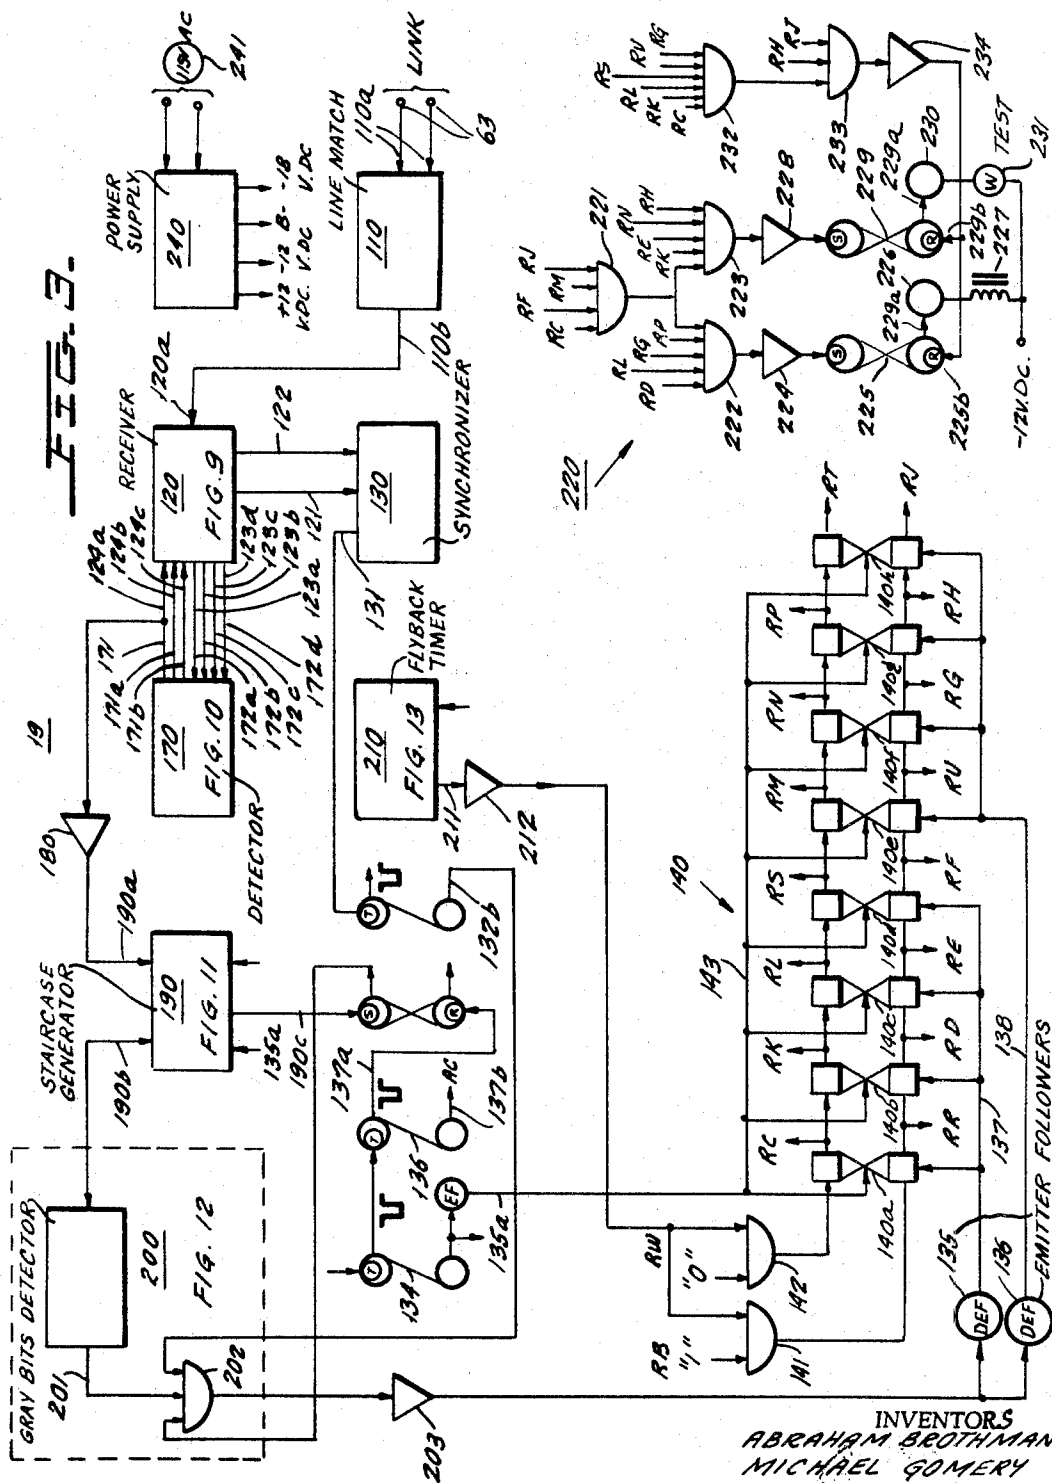 FIG. 3.
19
115V AC
241
POWER SUPPLY
240
+12 V.DC.
-12 V.DC
B-
-18 V.DC
LINK
63
110a
LINE MATCH
110
110b
120a
RECEIVER
120
FIG. 9
122
121
130
SYNCHRONIZER
131
124a
124b
124c
123d
123c
123b
123a
171
171a
171b
172a
172b
172c
172d
170
FIG. 10
DETECTOR
180
190a
STAIRCASE GENERATOR
190
FIG. 11
190b
135a
190c
GRAY BITS DETECTOR
200
FIG. 12
201
202
203
210
FIG. 13
FLYBACK TIMER
211
212
T
132b
S
R
137a
T
136
AC
137b
T
134
EF
135a
RW
"0"
142
RB
"1"
141
140
143
RC
RK
RL
RS
RM
RN
RP
RT
140a
140b
140c
140d
140e
140f
140g
140h
RR
RD
RE
RF
RU
RG
RH
RJ
137
138
135
DEF
136
DEF
EMITTER FOLLOWERS
220
RC
RF
RM
RJ
221
RD
RL
RG
RP
222
RK
RE
RN
RH
223
224
228
S
R
225
225b
229a
226
S
R
229
229a
229b
230
227
W
TEST
231
-12V.DC.
RC
RK
RL
RS
RU
RG
232
RH
RJ
233
234
INVENTORS
ABRAHAM BROTHMAN
MICHAEL GOMERY